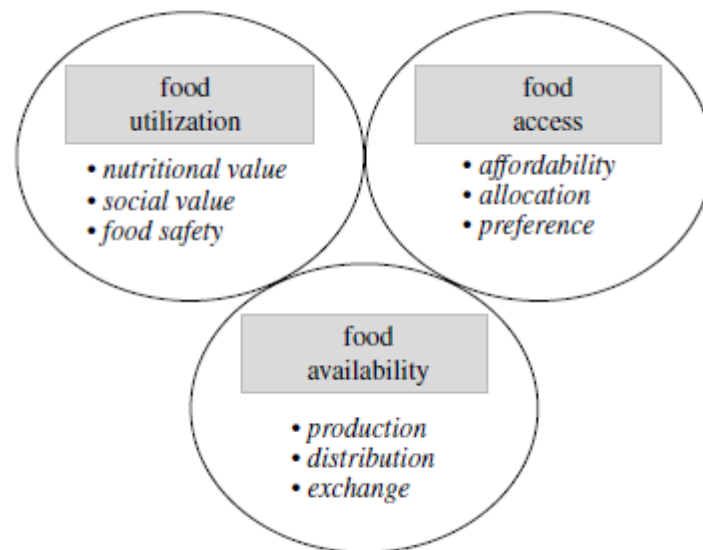 food
utilization
• nutritional value
• social value
• food safety
food
access
• affordability
• allocation
• preference
food
availability
• production
• distribution
• exchange